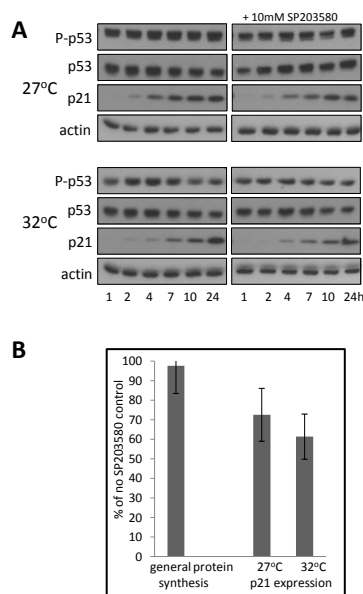 A
+ 10mM SP203580
P-p53
p53
27°C
p21
actin
P-p53
p53
32°C
p21
actin
1 2 4 7 10 24 1 2 4 7 10 24h
B
% of no SP203580 control
100
90
80
70
60
50
40
30
20
10
0
general protein synthesis
27°C 32°C
p21 expression